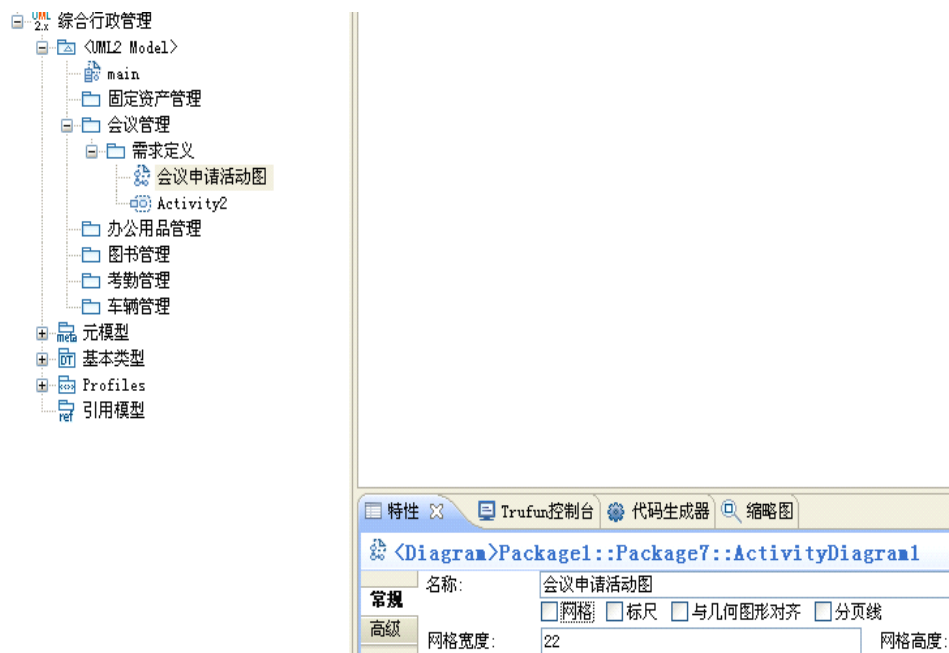 综合行政管理
<UML2 Model>
main
固定资产管理
会议管理
需求定义
会议申请活动图
Activity2
办公用品管理
图书管理
考勤管理
车辆管理
元模型
基本类型
Profiles
引用模型
特性 Trufun控制台 代码生成器 缩略图
<Diagram>Package1::Package7::ActivityDiagram1
常规
高级
名称: 会议申请活动图
网格 标尺 与几何图形对齐 分页线
网格宽度: 22 网格高度: